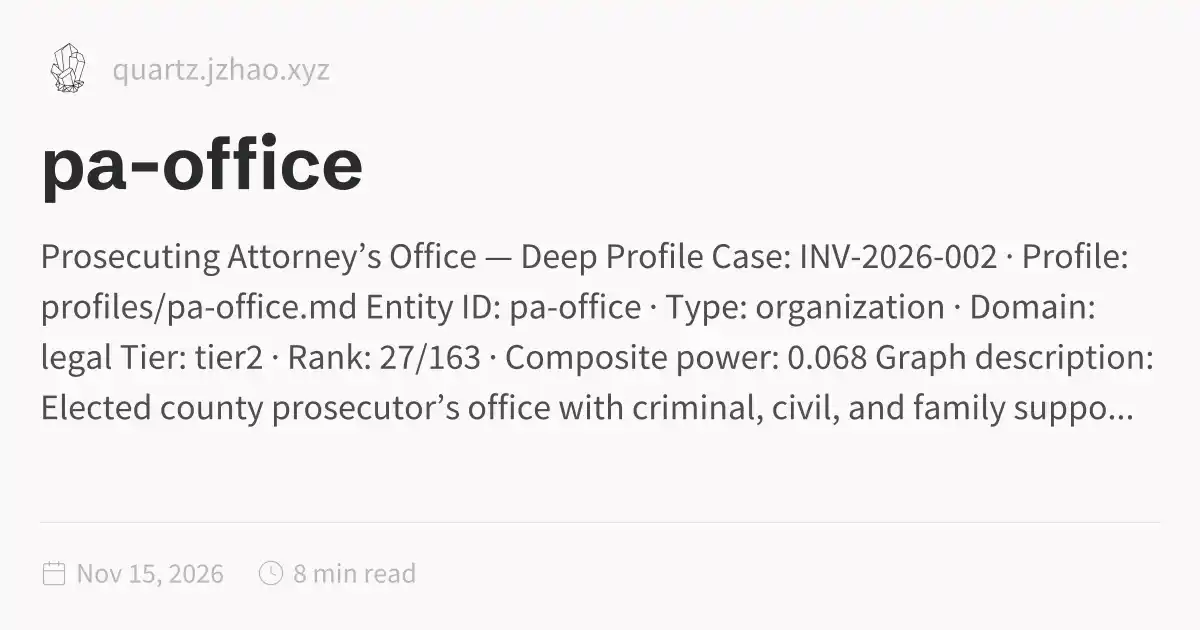 quartz.jzhao.xyz
pa-office
Prosecuting Attorney’s Office — Deep Profile Case: INV-2026-002 · Profile:
profiles/pa-office.md Entity ID: pa-office · Type: organization · Domain:
legal Tier: tier2 · Rank: 27/163 · Composite power: 0.068 Graph description:
Elected county prosecutor’s office with criminal, civil, and family suppo...
Nov 15, 2026 8 min read